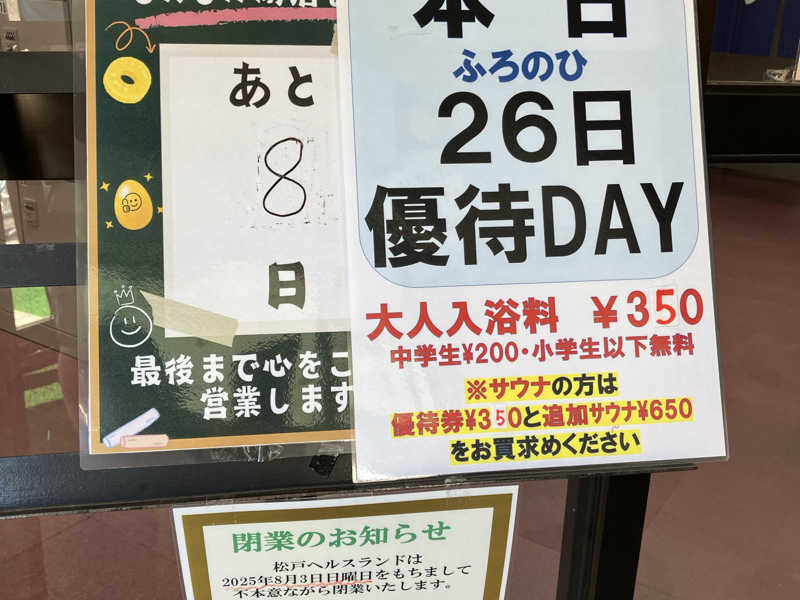 あと
8
日
最後まで心をこ
営業します
本日
ふろのひ
26日
優待DAY
大人入浴料 ¥350
中学生¥200・小学生以下無料
※サウナの方は
優待券¥350と追加サウナ¥650
をお買求めください
閉業のお知らせ
松戸ヘルスランドは
2025年8月3日日曜日をもちまして
不本意ながら閉業いたします。